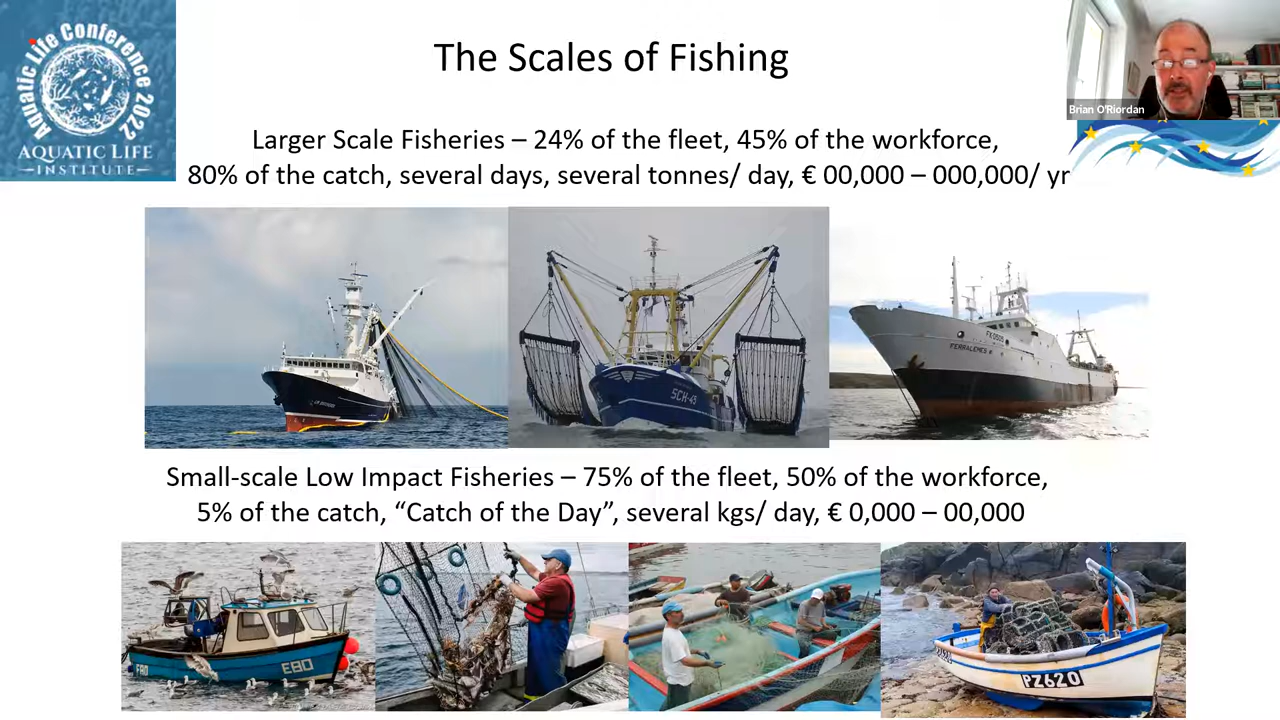 Aquatic Life Conference 2022
AQUATIC LIFE
INSTITUTE
The Scales of Fishing
Brian O'Riordan
Larger Scale Fisheries – 24% of the fleet, 45% of the workforce,
80% of the catch, several days, several tonnes/ day, € 00,000 – 000,000/ yr
SCH-45
FERRALEMES II
Small-scale Low Impact Fisheries – 75% of the fleet, 50% of the workforce,
5% of the catch, “Catch of the Day”, several kgs/ day, € 0,000 – 00,000
E80
PZ620